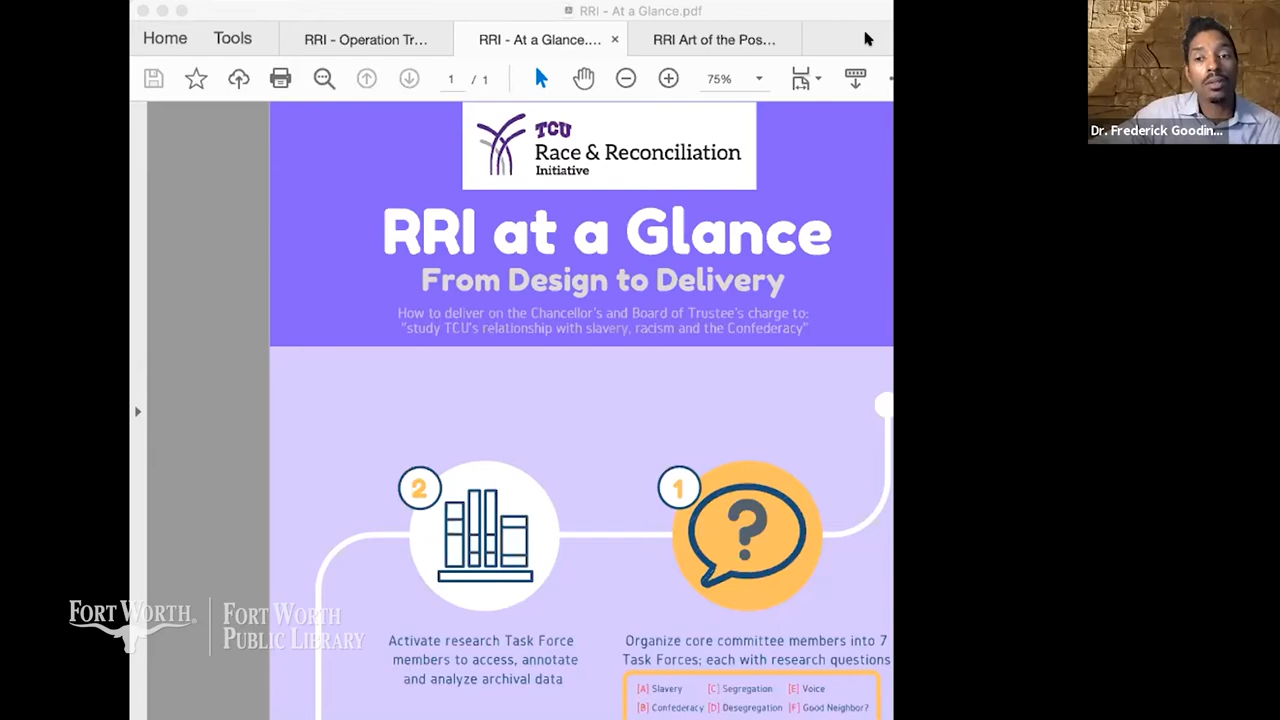 RRI - At a Glance.pdf
Home Tools RRI - Operation Tr... RRI - At a Glance.... × RRI Art of the Pos...
1 / 1 75%
TCU
Race & Reconciliation
Initiative
RRI at a Glance
From Design to Delivery
How to deliver on the Chancellor's and Board of Trustee's charge to:
"study TCU's relationship with slavery, racism and the Confederacy"
2
1
?
Activate research Task Force
members to access, annotate
and analyze archival data
Organize core committee members into 7
Task Forces; each with research questions
[A] Slavery [C] Segregation [E] Voice
[B] Confederacy [D] Desegregation [F] Good Neighbor?
Dr. Frederick Goodin...
FORT WORTH®
FORT WORTH
PUBLIC LIBRARY